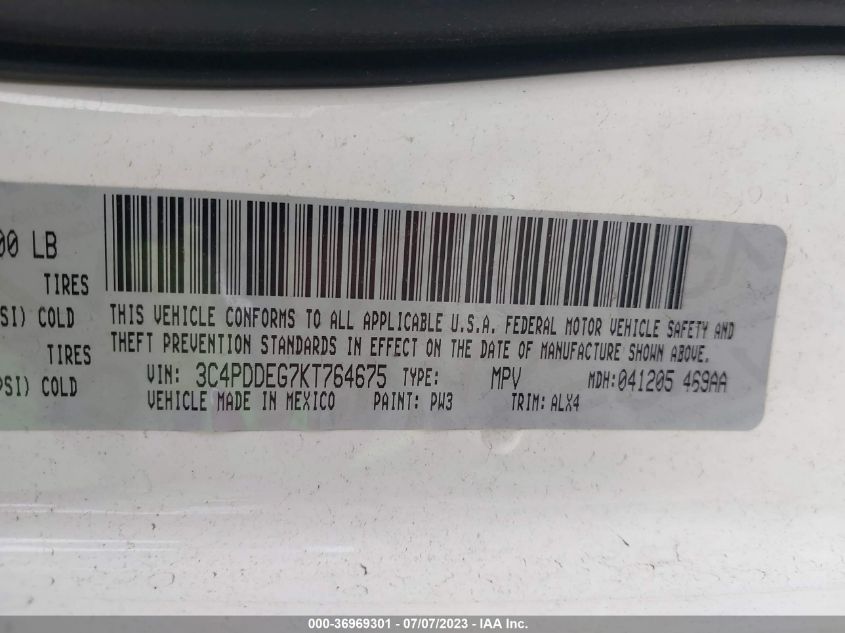 00 LB
TIRES
SI) COLD
TIRES
PSI) COLD
THIS VEHICLE CONFORMS TO ALL APPLICABLE U.S.A. FEDERAL MOTOR VEHICLE SAFETY AND
THEFT PREVENTION STANDARDS IN EFFECT ON THE DATE OF MANUFACTURE SHOWN ABOVE.
VIN: 3C4PDDEG7KT764675 TYPE: MPV MDH: 041205 469AA
VEHICLE MADE IN MEXICO PAINT: PW3 TRIM: ALX4
000-36969301 - 07/07/2023 - IAA Inc.